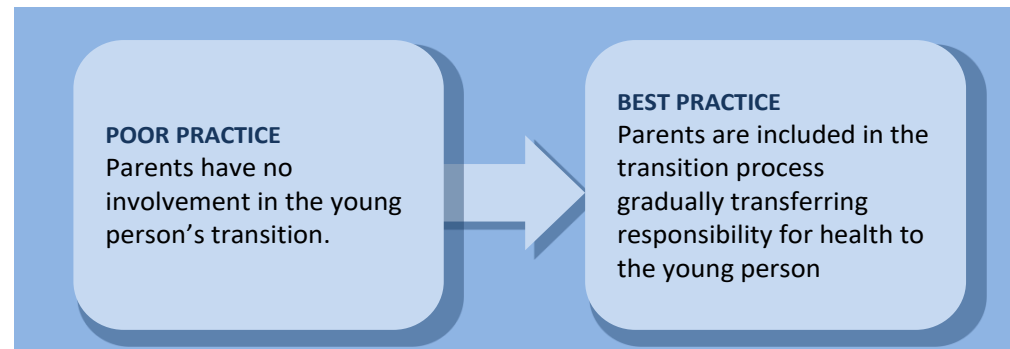 POOR PRACTICE
Parents have no
involvement in the young
person’s transition.
BEST PRACTICE
Parents are included in the
transition process
gradually transferring
responsibility for health to
the young person